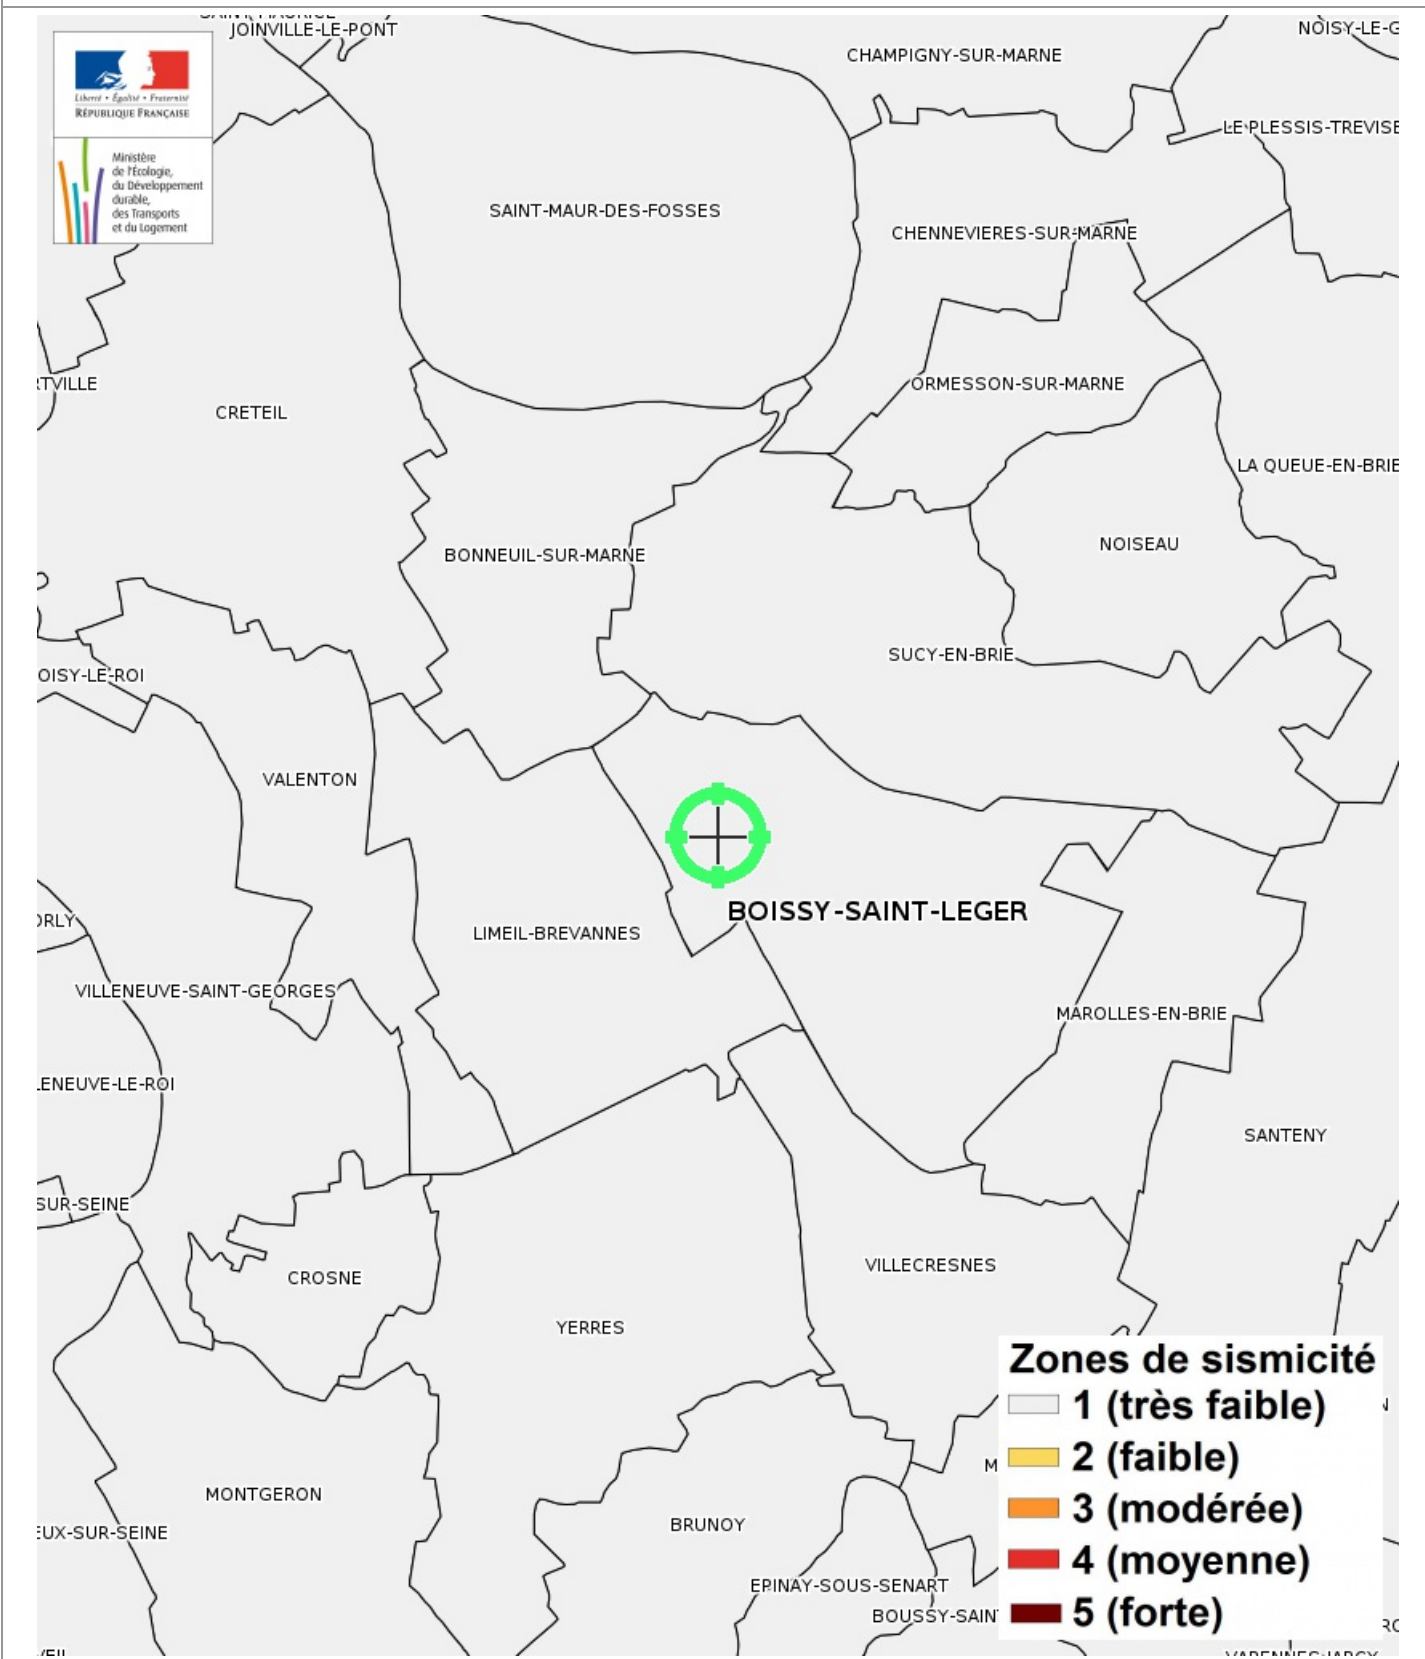 JOINVILLE-LE-PONT
NOISY-LE-G
CHAMPIGNY-SUR-MARNE
Liberté • Égalité • Fraternité
RÉPUBLIQUE FRANÇAISE
Ministère
de l'Écologie,
du Développement
durable,
des Transports
et du Logement
LE PLESSIS-TREVISE
SAINT-MAUR-DES-FOSSES
CHENNEVIERES-SUR-MARNE
RTVILLE
CRETEIL
ORMESSON-SUR-MARNE
LA QUEUE-EN-BRIE
BONNEUIL-SUR-MARNE
NOISEAU
SUCY-EN-BRIE
OISY-LE-ROI
VALENTON
BOISSY-SAINT-LEGER
ORLY
LIMEIL-BREVANNES
VILLENEUVE-SAINT-GEORGES
MAROLLES-EN-BRIE
LENEUVE-LE-ROI
SANTENY
SUR-SEINE
CROSNE
VILLECRESNES
YERRES
MONTGERON
EUX-SUR-SEINE
BRUNOY
EPINAY-SOUS-SENART
BOUSSY-SAINT
Zones de sismicité
1 (très faible)
2 (faible)
3 (modérée)
4 (moyenne)
5 (forte)